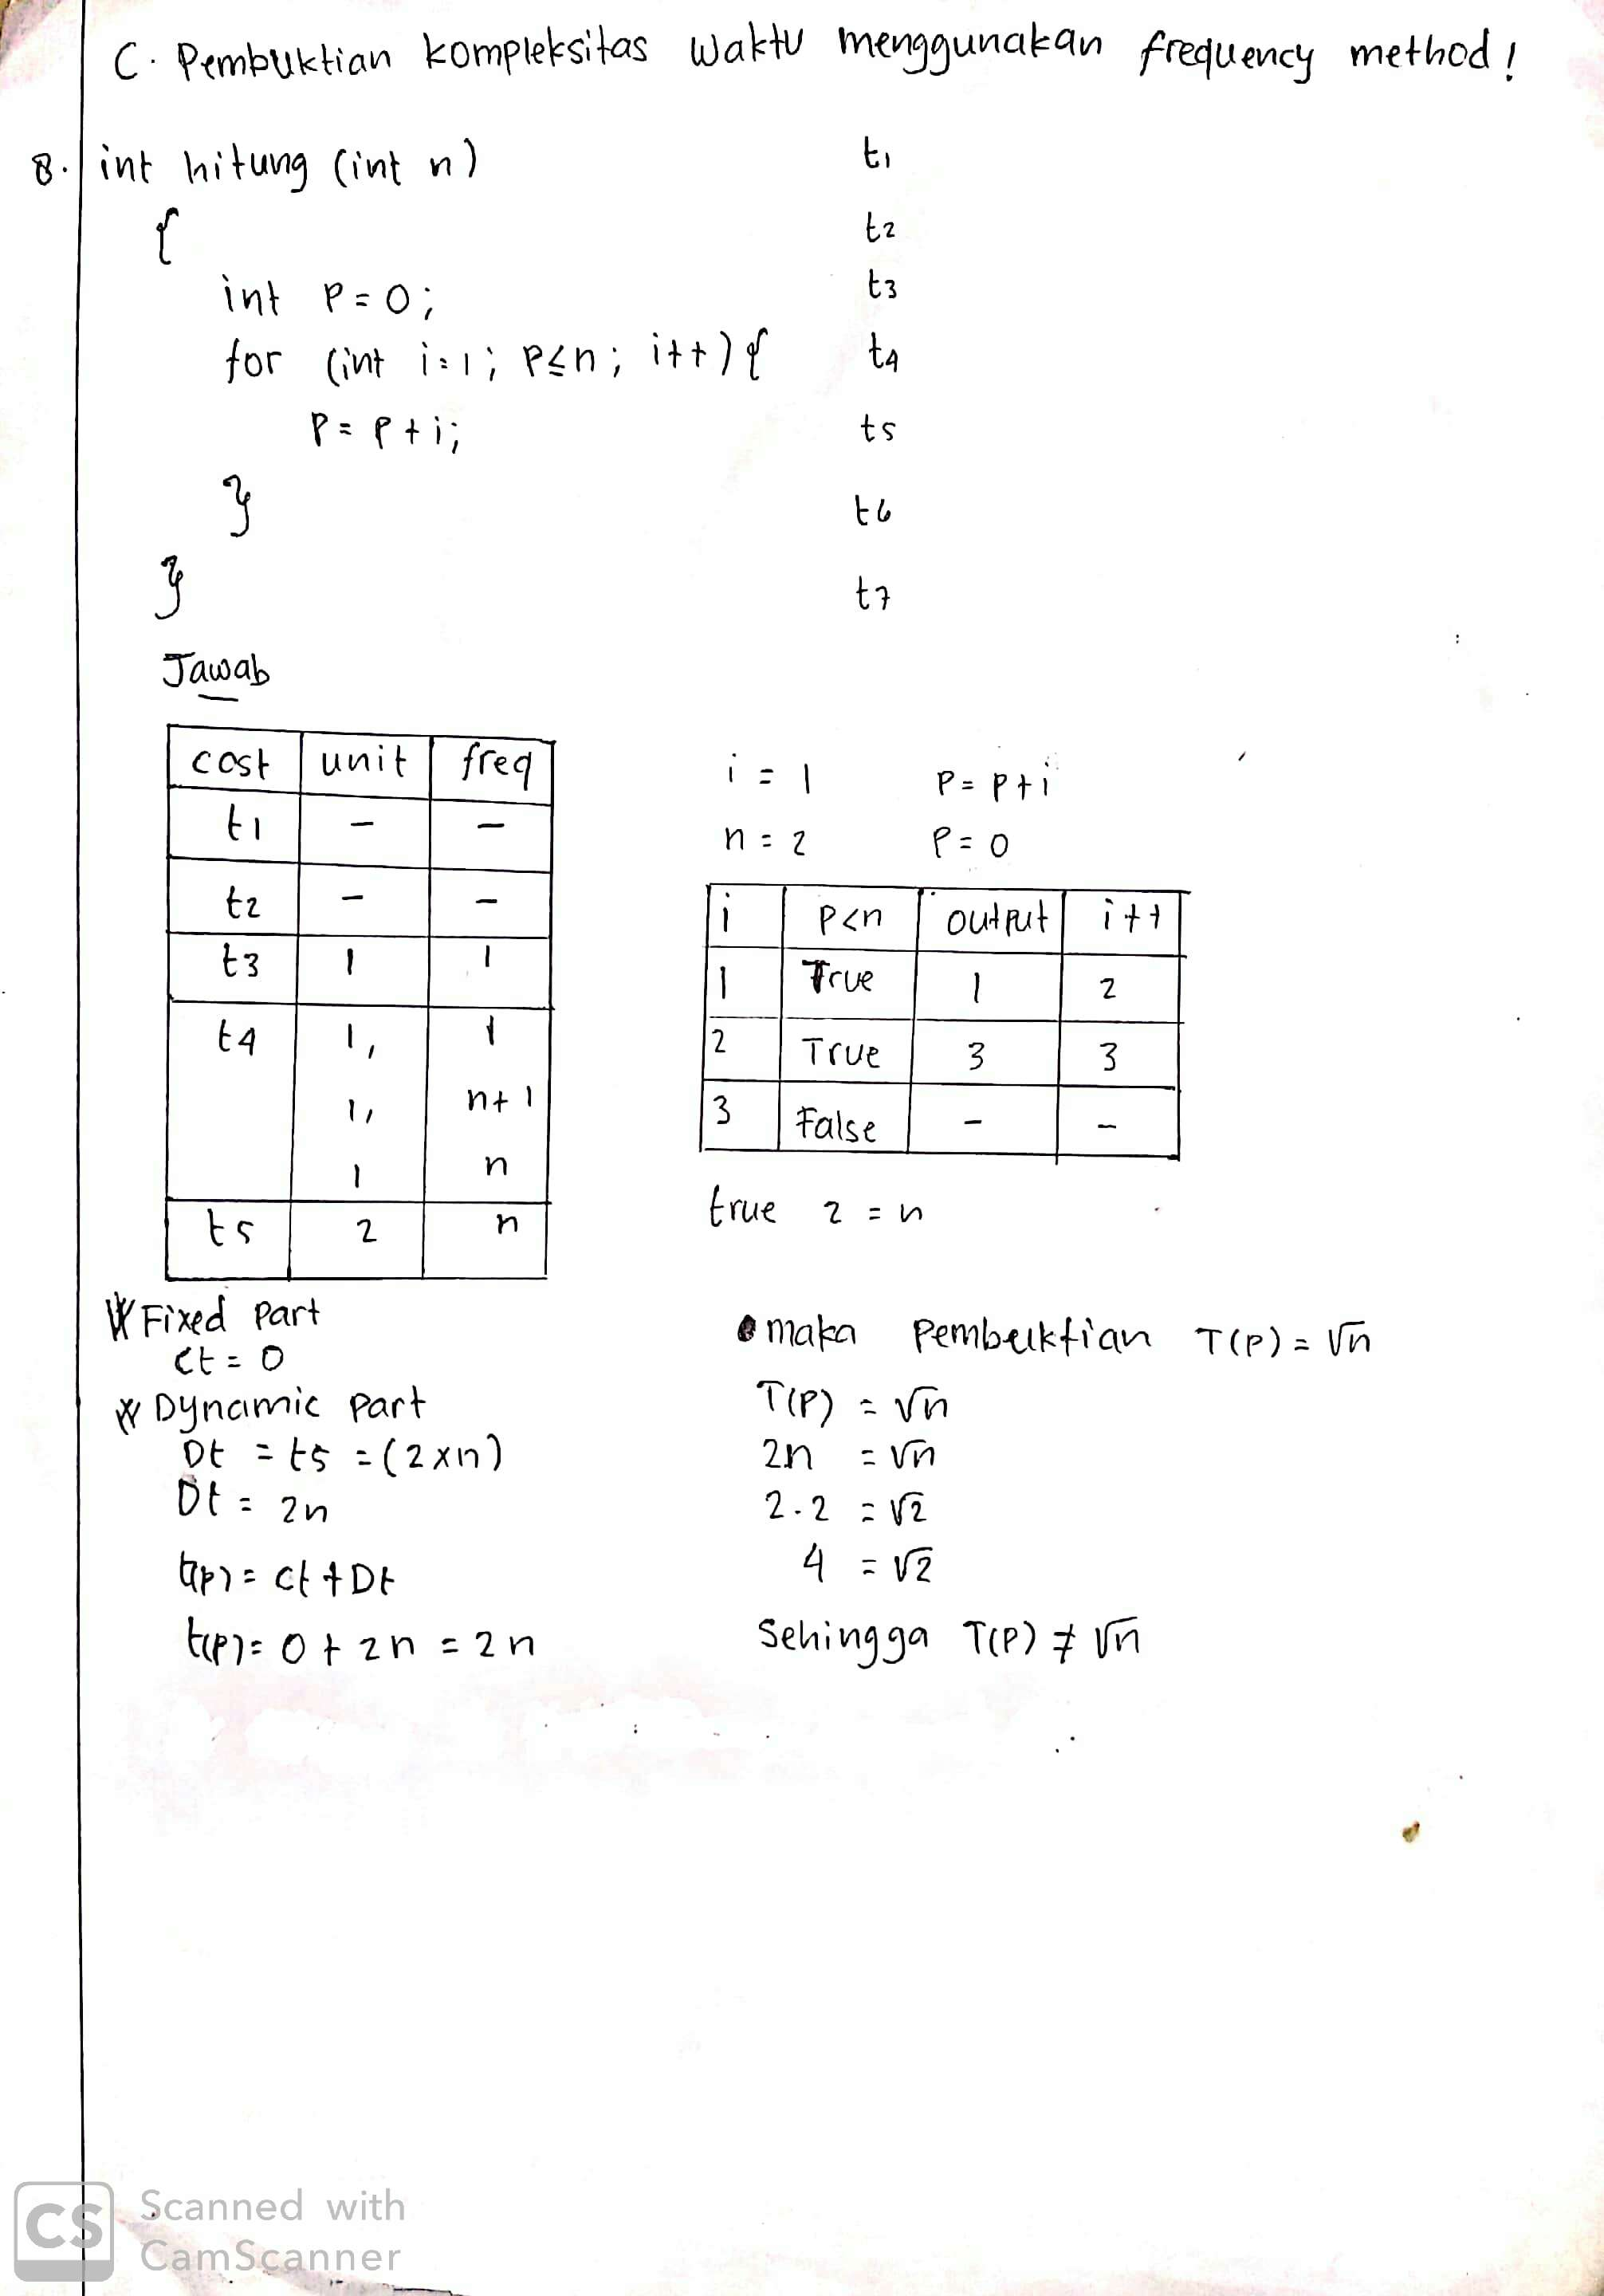 C. Pembuktian kompleksitas waktu menggunakan frequency method!
8. int hitung (int n) t1
{ t2
int P=0; t3
for (int i=1; P≤n; i++) { t4
P = P+i; t5
} t6
} t7
Jawab
cost unit freq
t1 - -
t2 - -
t3 1 1
t4 1, 1
1, n+1
1 n
t5 2 n
i = 1 P = P+i
n = 2 P = 0
i P<n output i++
1 True 1 2
2 True 3 3
3 False - -
true 2 = n
* Fixed Part
Ct = 0
* Dynamic part
Dt = t5 = (2xn)
Dt = 2n
t(P) = Ct + Dt
t(P) = 0 + 2n = 2n
• maka Pembuktian T(P) = √n
T(P) = √n
2n = √n
2.2 = √2
4 = √2
Sehingga T(P) ≠ √n
CS Scanned with
CamScanner